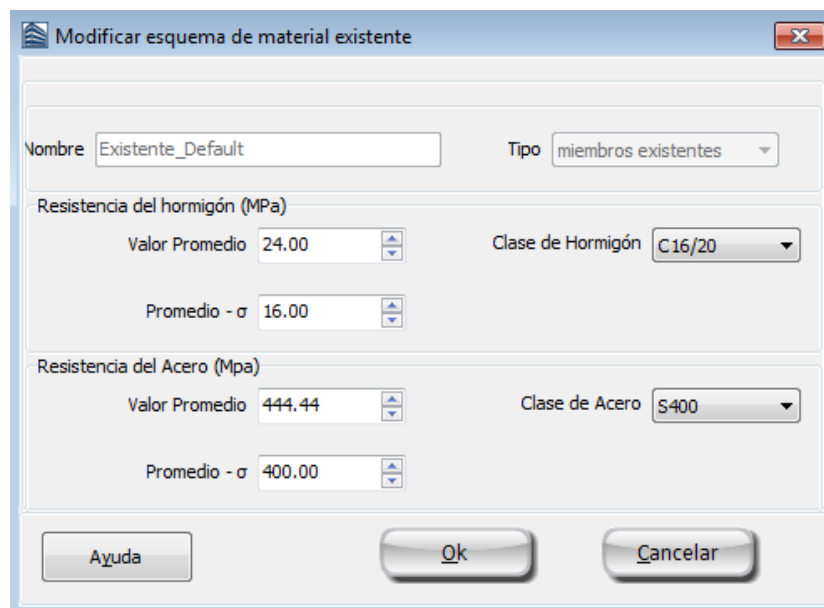 Modificar esquema de material existente
Nombre Existente_Default Tipo miembros existentes
Resistencia del hormigón (MPa)
Valor Promedio 24.00 Clase de Hormigón C16/20
Promedio - σ 16.00
Resistencia del Acero (Mpa)
Valor Promedio 444.44 Clase de Acero S400
Promedio - σ 400.00
Ayuda Ok Cancelar